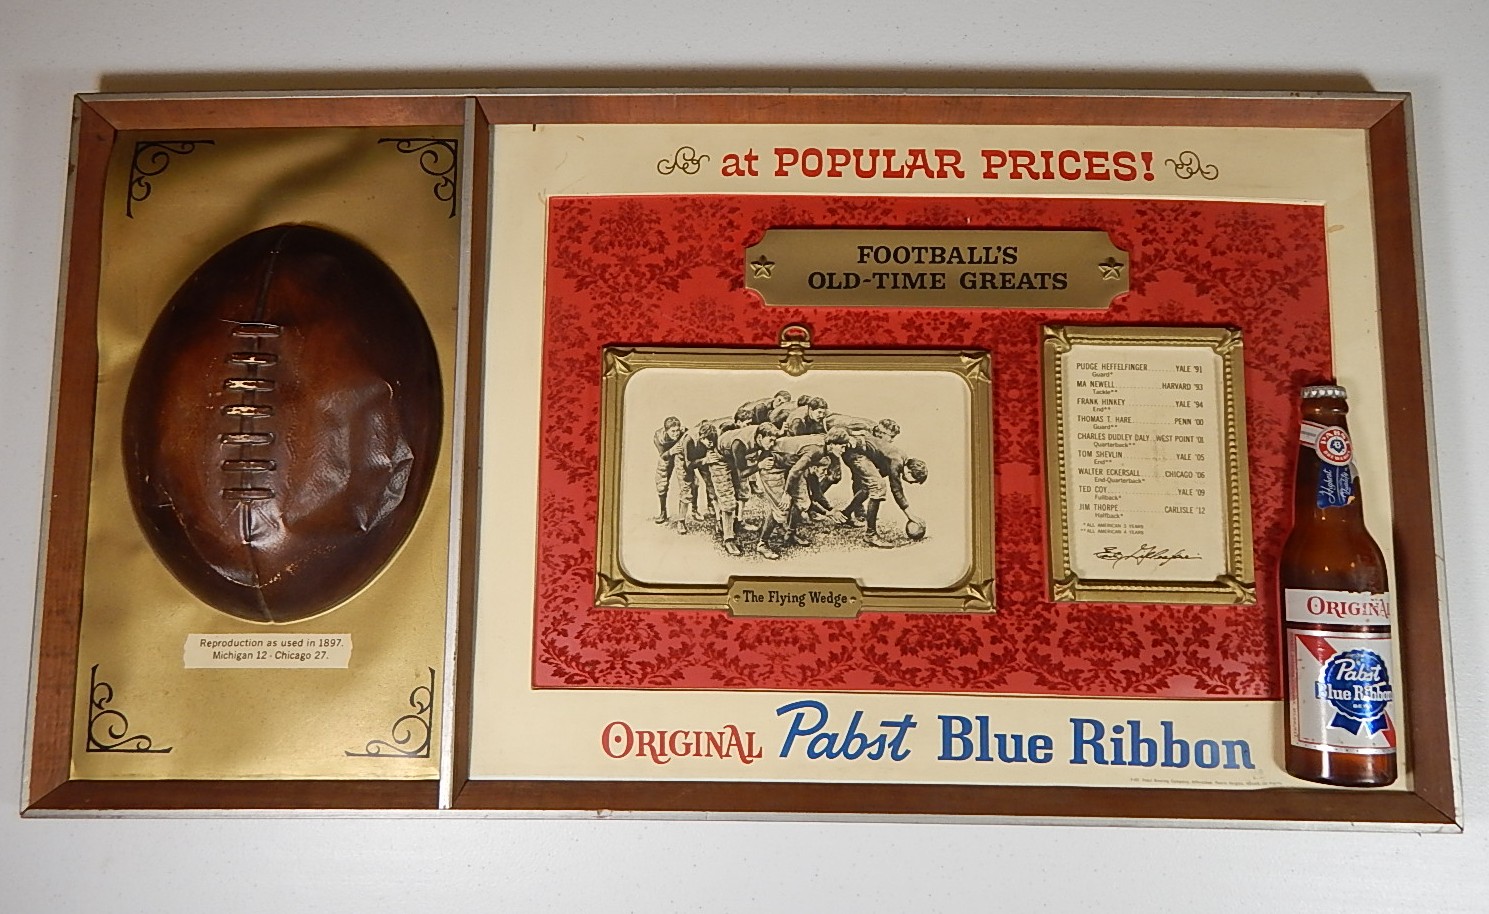 at POPULAR PRICES!
FOOTBALL'S
OLD-TIME GREATS
PUDGE HEFFELFINGER........YALE '91
Guard*
MA NEWELL........HARVARD '93
Tackle**
FRANK HINKEY........YALE '94
End**
THOMAS T. HARE........PENN '00
Guard**
CHARLES DUDLEY DALY..WEST POINT '01
Quarterback**
TOM SHEVLIN........YALE '05
End**
WALTER ECKERSALL........CHICAGO '06
End-Quarterback*
TED COY........YALE '09
Fullback*
JIM THORPE........CARLISLE '12
Halfback*
*ALL AMERICAN 3 YEARS
**ALL AMERICAN 4 YEARS
The Flying Wedge
Reproduction as used in 1897.
Michigan 12 - Chicago 27.
ORIGINAL Pabst Blue Ribbon
PABST
ORIGINAL
Pabst
Blue Ribbon
BEER